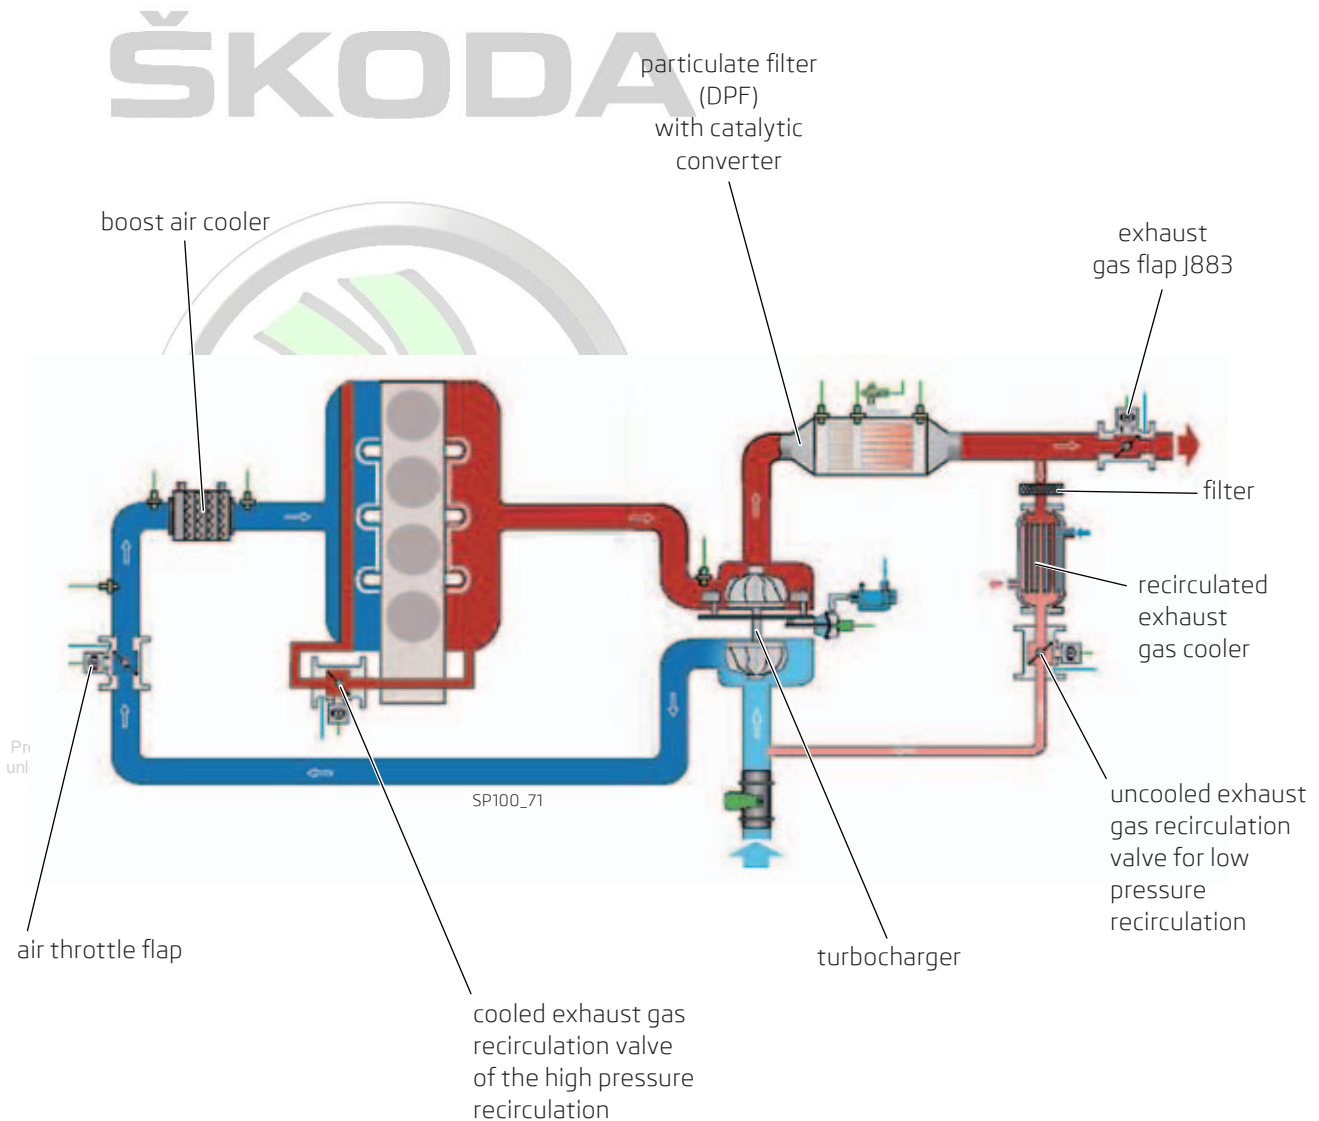 ŠKODA
particulate filter
(DPF)
with catalytic
converter
boost air cooler
exhaust
gas flap J883
filter
recirculated
exhaust
gas cooler
SP100_71
uncooled exhaust
gas recirculation
valve for low
pressure
recirculation
air throttle flap
turbocharger
cooled exhaust gas
recirculation valve
of the high pressure
recirculation